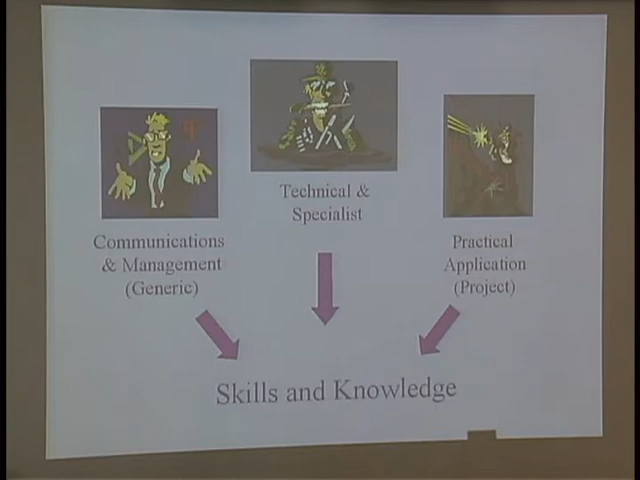 Technical &
Specialist
Communications
& Management
(Generic)
Practical
Application
(Project)
Skills and Knowledge